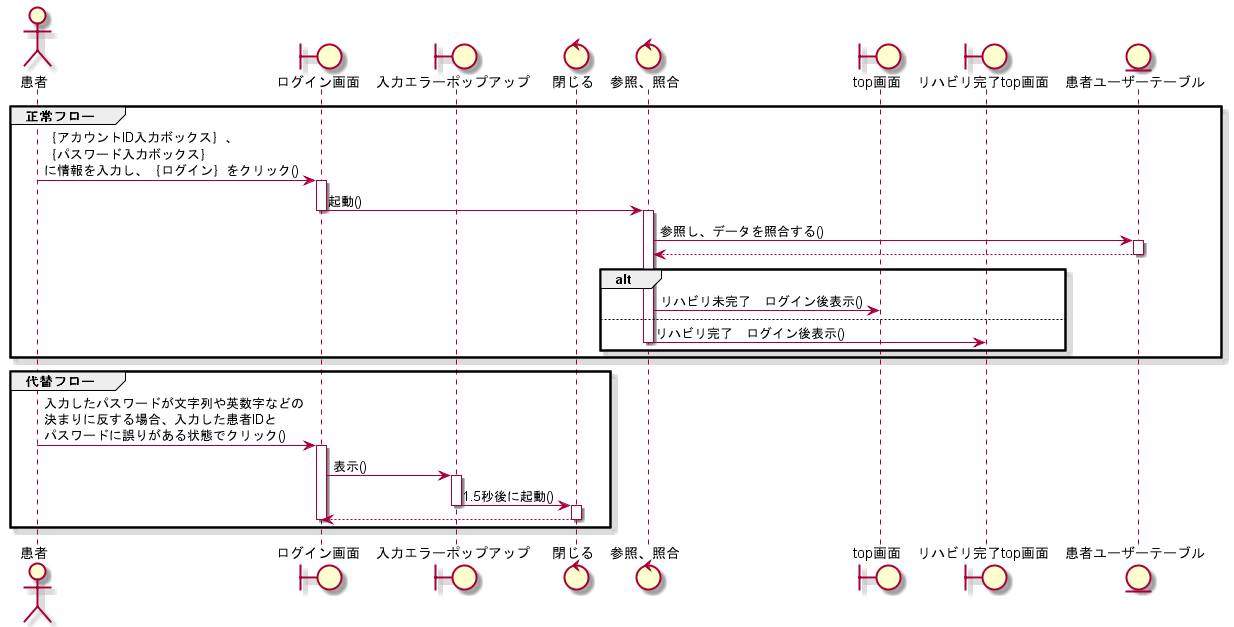 患者
ログイン画面
入力エラーポップアップ
閉じる
参照、照合
top画面
リハビリ完了top画面
患者ユーザーテーブル
正常フロー
｛アカウントID入力ボックス｝、
｛パスワード入力ボックス｝
に情報を入力し、｛ログイン｝をクリック()
起動()
参照し、データを照合する()
alt
リハビリ未完了　ログイン後表示()
リハビリ完了　ログイン後表示()
代替フロー
入力したパスワードが文字列や英数字などの
決まりに反する場合、入力した患者IDと
パスワードに誤りがある状態でクリック()
表示()
1.5秒後に起動()
患者
ログイン画面
入力エラーポップアップ
閉じる
参照、照合
top画面
リハビリ完了top画面
患者ユーザーテーブル